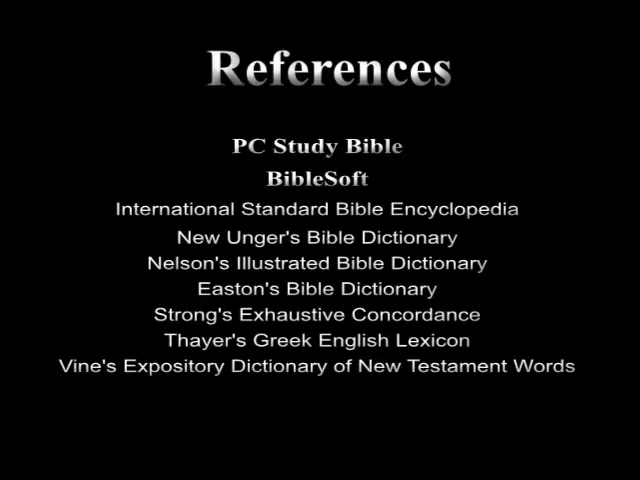 References
PC Study Bible
BibleSoft
International Standard Bible Encyclopedia
New Unger's Bible Dictionary
Nelson's Illustrated Bible Dictionary
Easton's Bible Dictionary
Strong's Exhaustive Concordance
Thayer's Greek English Lexicon
Vine's Expository Dictionary of New Testament Words